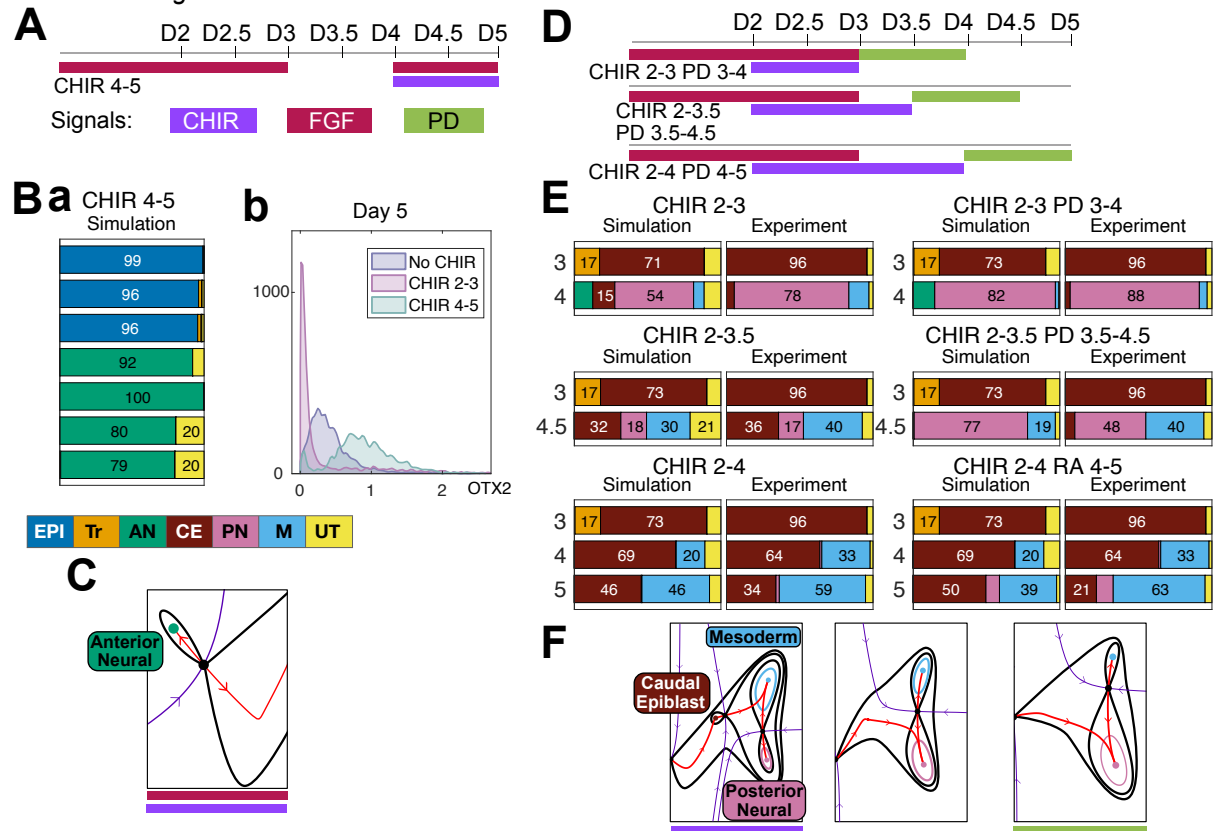 A
D2 D2.5 D3 D3.5 D4 D4.5 D5
CHIR 4-5
Signals: CHIR FGF PD
B a
CHIR 4-5
Simulation
99
96
96
92
100
80 20
79 20
b
Day 5
No CHIR
CHIR 2-3
CHIR 4-5
1000
0
0 1 2 OTX2
EPI Tr AN CE PN M UT
C
Anterior
Neural
D
D2 D2.5 D3 D3.5 D4 D4.5 D5
CHIR 2-3 PD 3-4
CHIR 2-3.5
PD 3.5-4.5
CHIR 2-4 PD 4-5
E
CHIR 2-3
Simulation Experiment
3 17 71 96
4 15 54 78
CHIR 2-3 PD 3-4
Simulation Experiment
3 17 73 96
4 82 88
CHIR 2-3.5
Simulation Experiment
3 17 73 96
4.5 32 18 30 21 36 17 40
CHIR 2-3.5 PD 3.5-4.5
Simulation Experiment
3 17 73 96
4.5 77 19 48 40
CHIR 2-4
Simulation Experiment
3 17 73 96
4 69 20 64 33
5 46 46 34 59
CHIR 2-4 RA 4-5
Simulation Experiment
3 17 73 96
4 69 20 64 33
5 50 39 21 63
F
Mesoderm
Caudal
Epiblast
Posterior
Neural